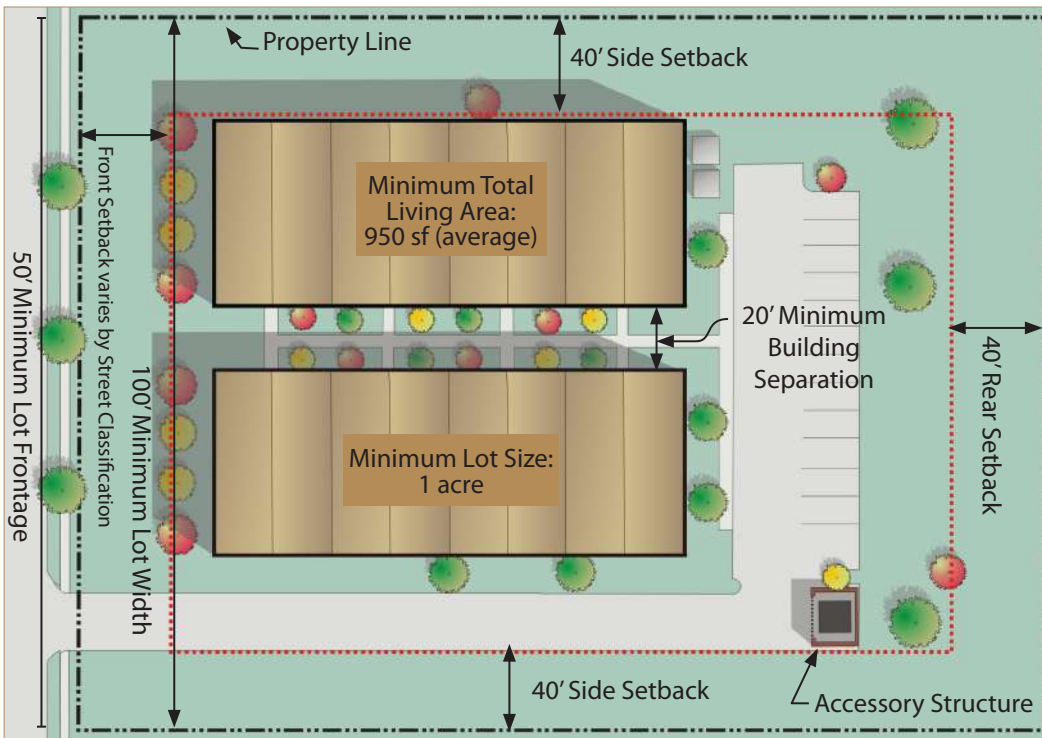 Property Line
40' Side Setback
Front Setback varies by Street Classification
50' Minimum Lot Frontage
100' Minimum Lot Width
Minimum Total
Living Area:
950 sf (average)
20' Minimum
Building
Separation
40' Rear Setback
Minimum Lot Size:
1 acre
40' Side Setback
Accessory Structure